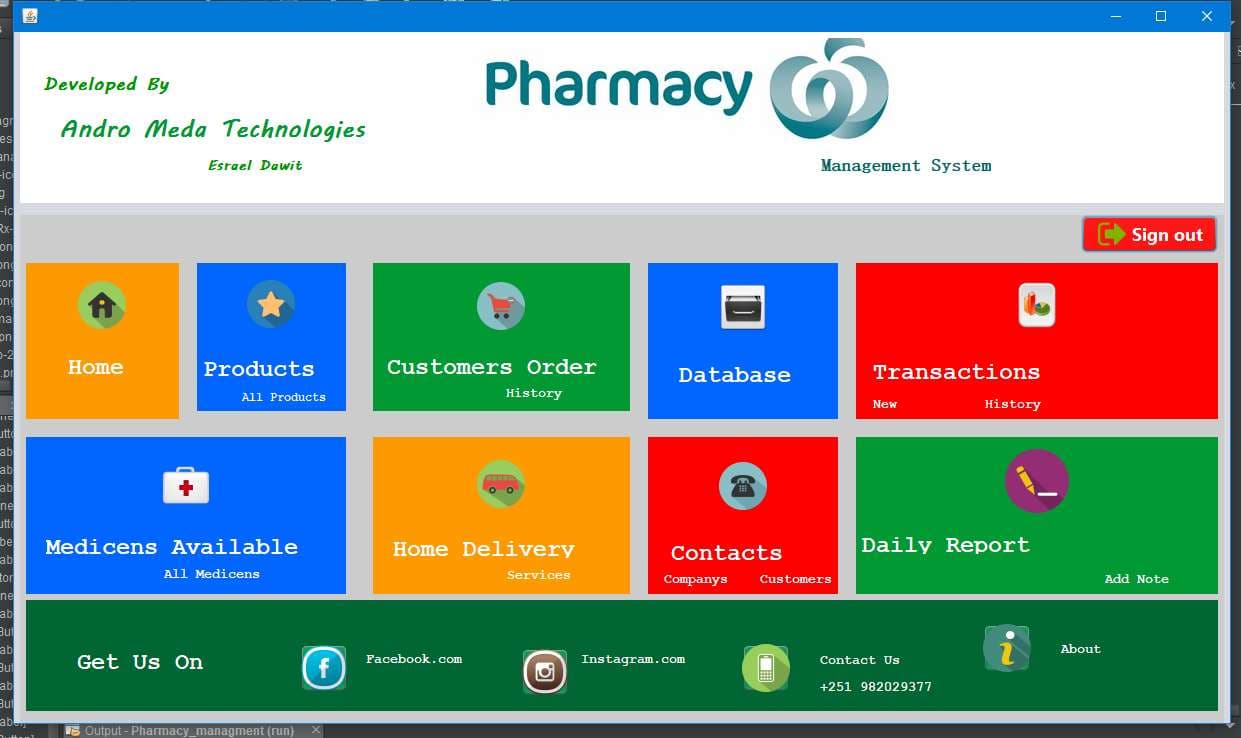 Developed By
Andro Meda Technologies
Esrael Dawit
Pharmacy
Management System
Sign out
Home
Products
All Products
Customers Order
History
Database
Transactions
New
History
Medicens Available
All Medicens
Home Delivery
Services
Contacts
Companys
Customers
Daily Report
Add Note
Get Us On
Facebook.com
Instagram.com
Contact Us
+251 982029377
About
Output - Pharmacy_managment (run)